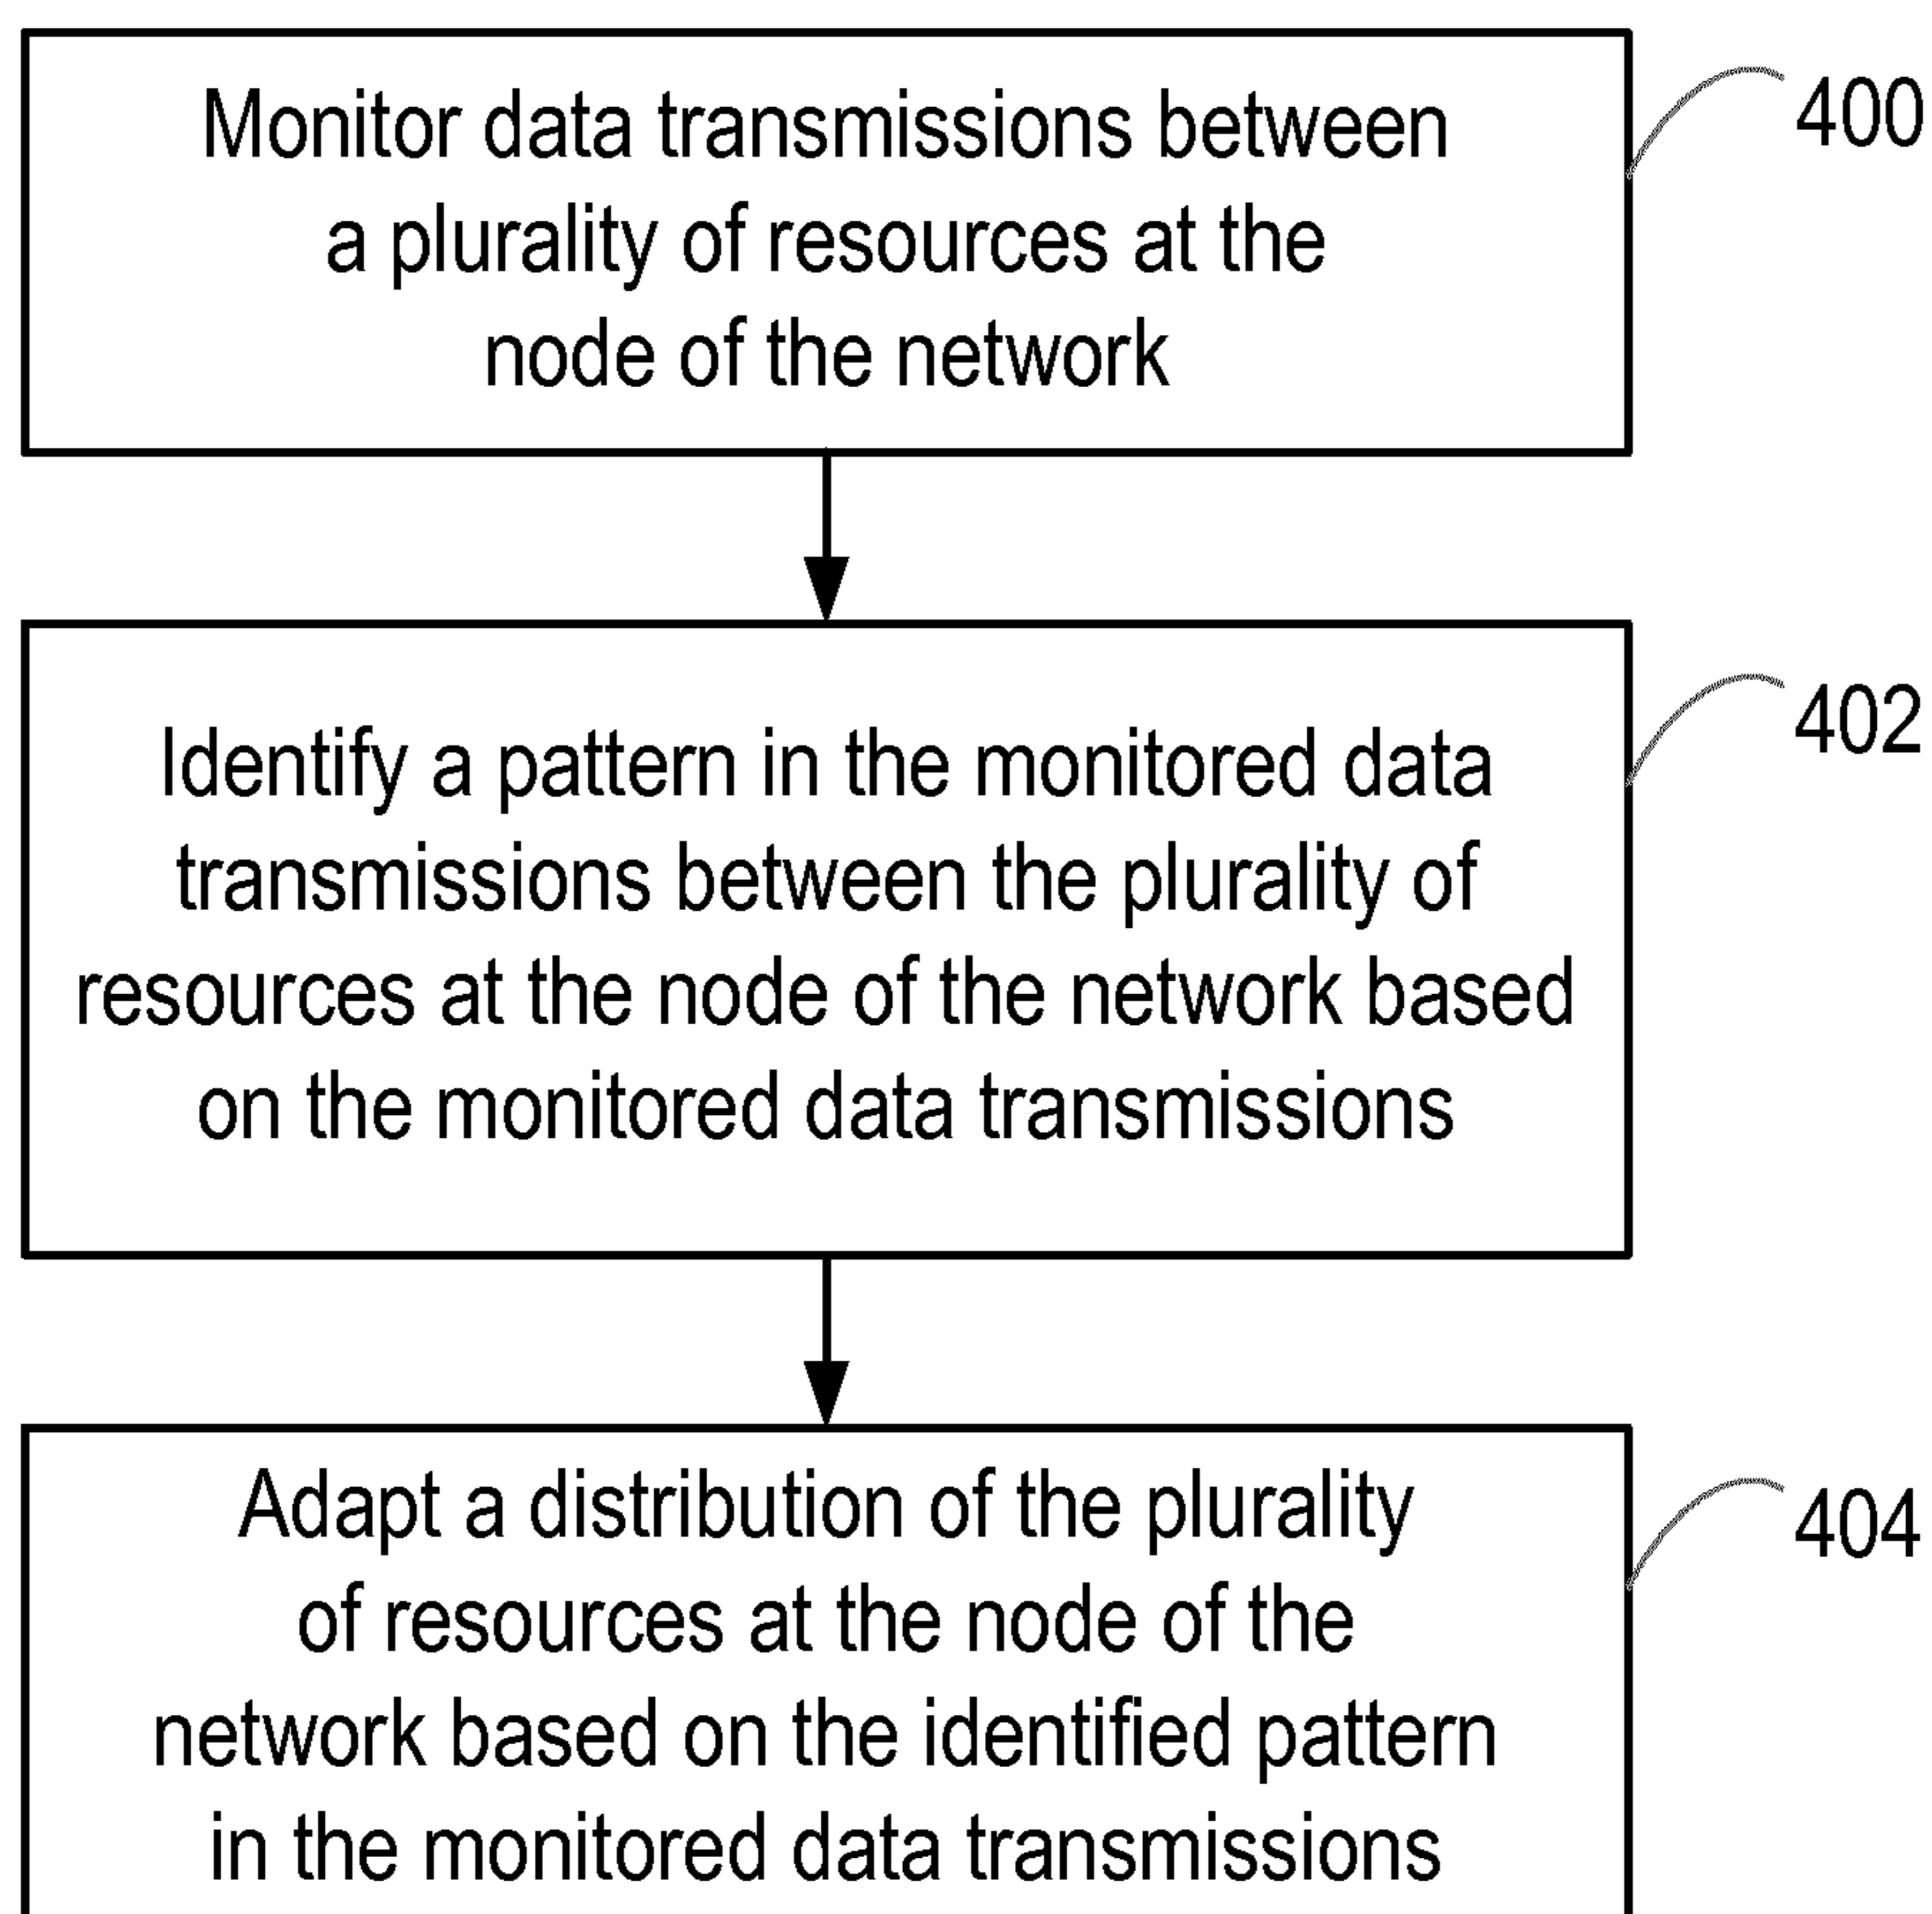 Monitor data transmissions between
a plurality of resources at the
node of the network
400
Identify a pattern in the monitored data
transmissions between the plurality of
resources at the node of the network based
on the monitored data transmissions
402
Adapt a distribution of the plurality
of resources at the node of the
network based on the identified pattern
in the monitored data transmissions
404